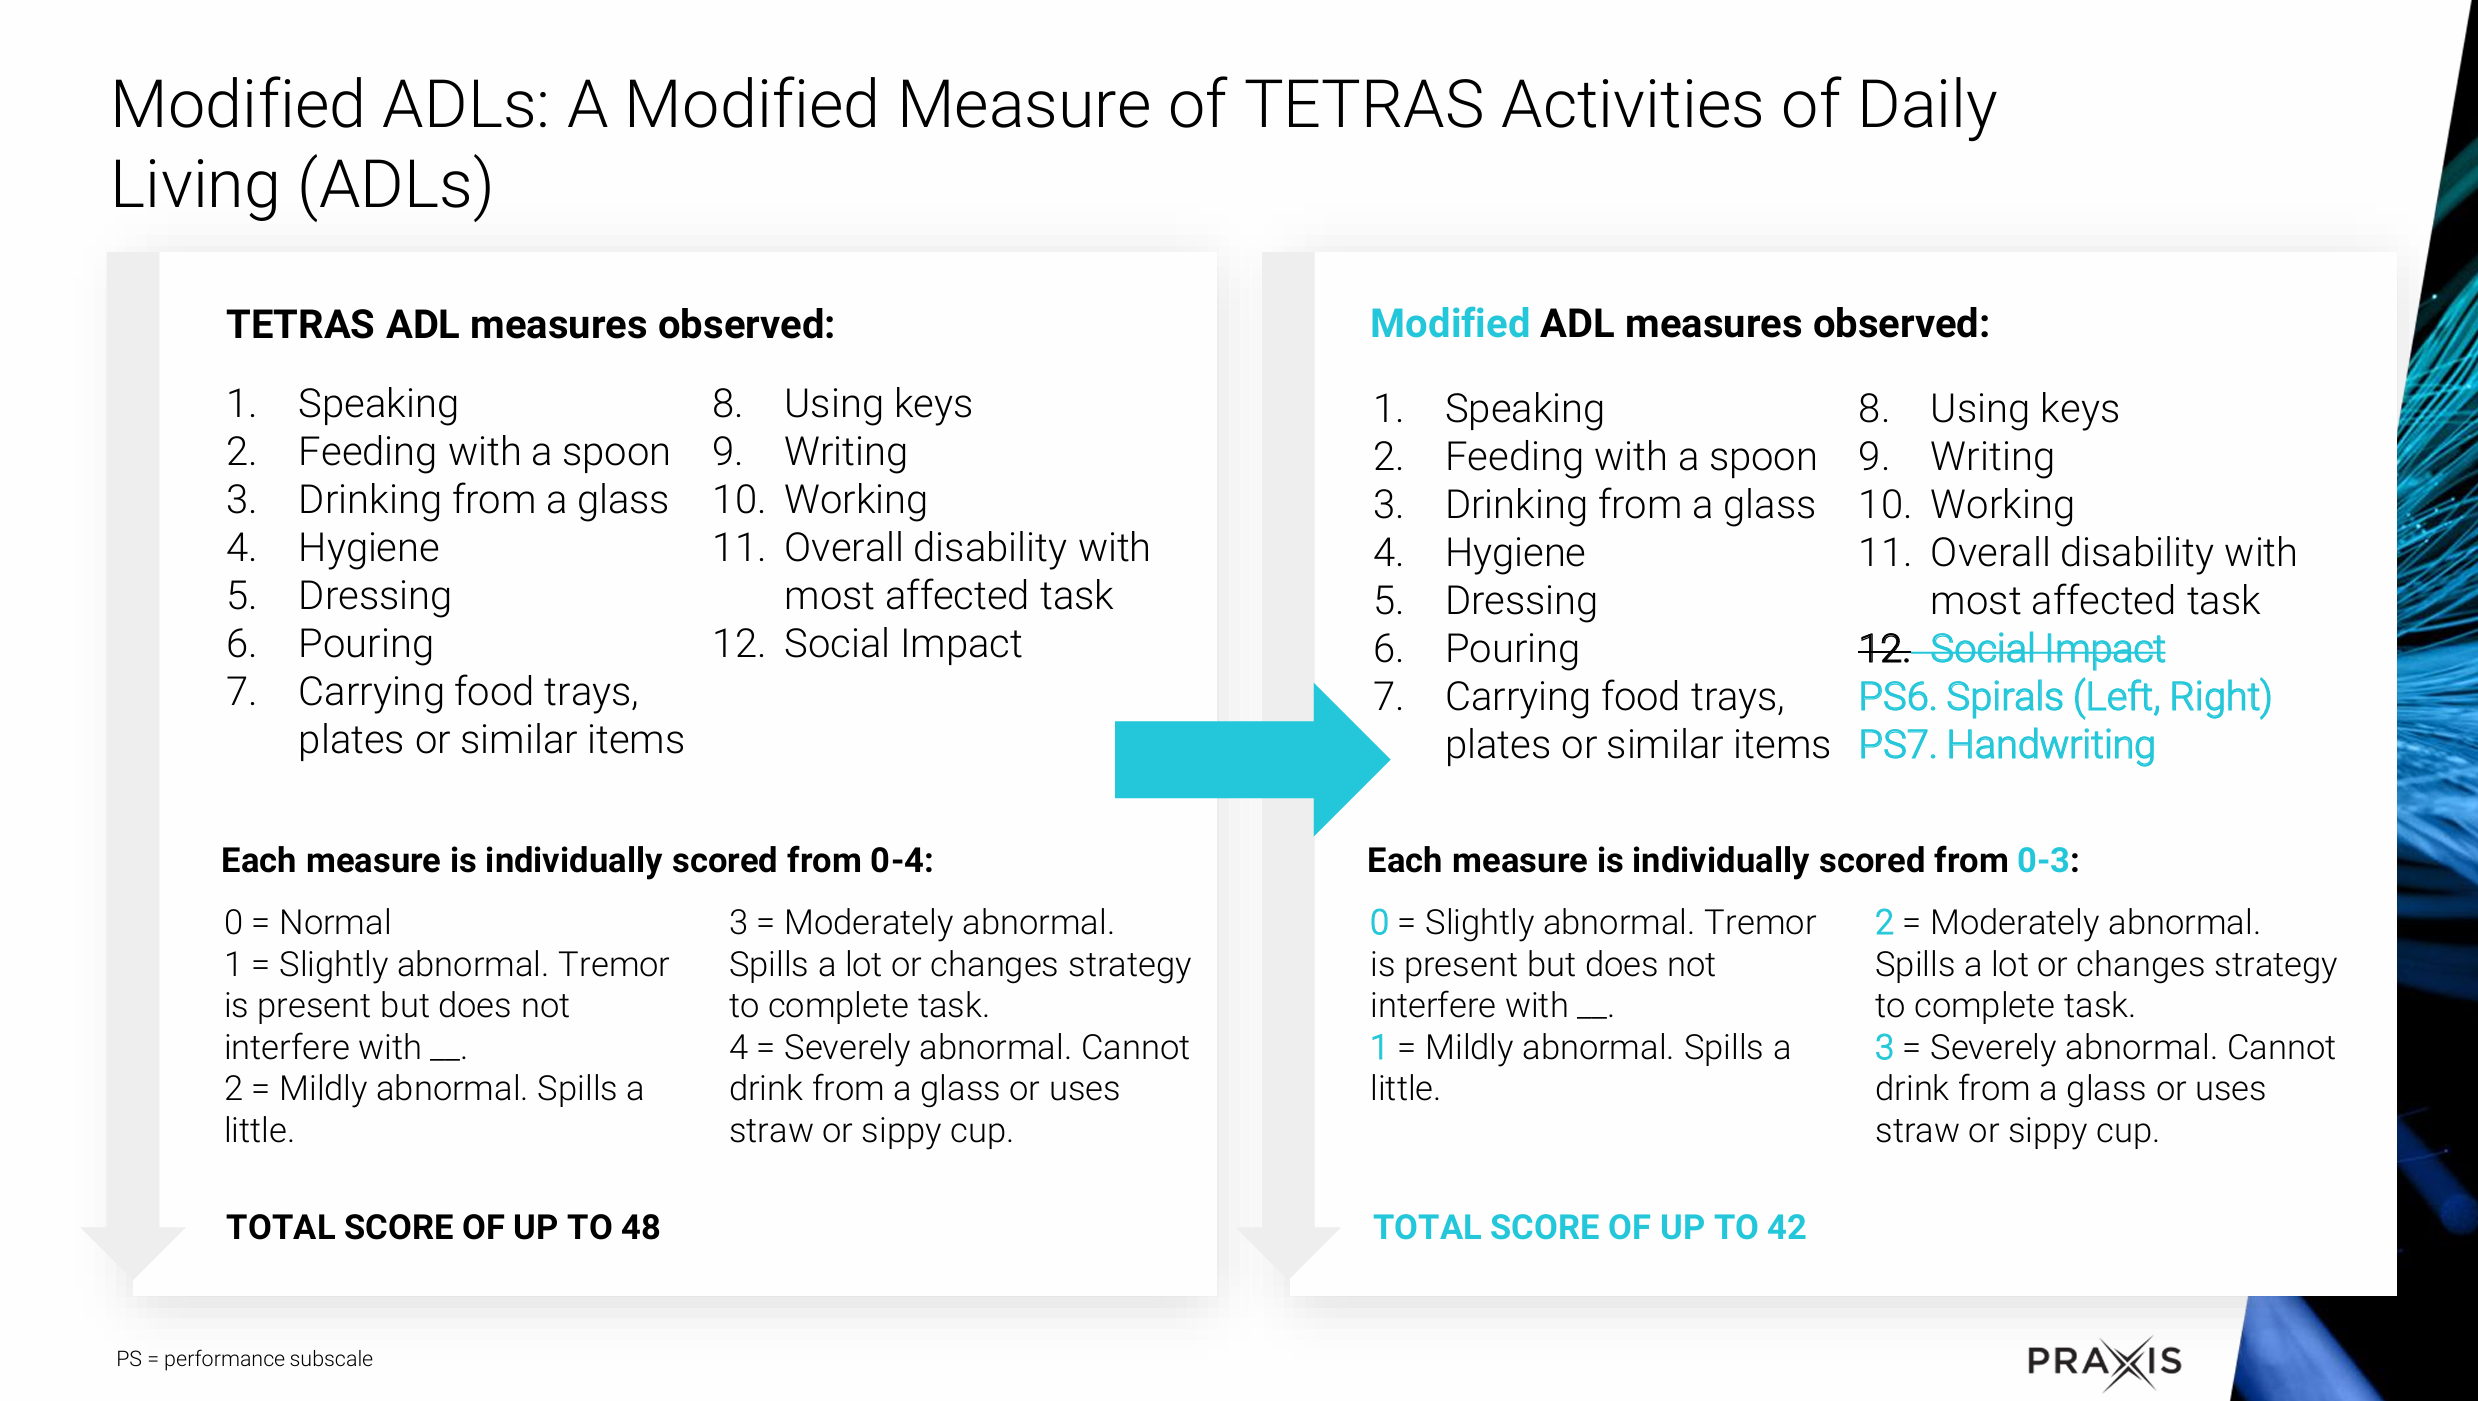 Modified ADLs: A Modified Measure of TETRAS Activities of Daily
Living (ADLs)
TETRAS ADL measures observed:
1. Speaking
2. Feeding with a spoon
3. Drinking from a glass
4. Hygiene
5. Dressing
6. Pouring
7. Carrying food trays,
plates or similar items
8. Using keys
9. Writing
10. Working
11. Overall disability with
most affected task
12. Social Impact
Each measure is individually scored from 0-4:
0 = Normal
1 = Slightly abnormal. Tremor
is present but does not
interfere with __.
2 = Mildly abnormal. Spills a
little.
3 = Moderately abnormal.
Spills a lot or changes strategy
to complete task.
4 = Severely abnormal. Cannot
drink from a glass or uses
straw or sippy cup.
TOTAL SCORE OF UP TO 48
Modified ADL measures observed:
1. Speaking
2. Feeding with a spoon
3. Drinking from a glass
4. Hygiene
5. Dressing
6. Pouring
7. Carrying food trays,
plates or similar items
8. Using keys
9. Writing
10. Working
11. Overall disability with
most affected task
12. Social Impact
PS6. Spirals (Left, Right)
PS7. Handwriting
Each measure is individually scored from 0-3:
0 = Slightly abnormal. Tremor
is present but does not
interfere with __.
1 = Mildly abnormal. Spills a
little.
2 = Moderately abnormal.
Spills a lot or changes strategy
to complete task.
3 = Severely abnormal. Cannot
drink from a glass or uses
straw or sippy cup.
TOTAL SCORE OF UP TO 42
PS = performance subscale
PRAXIS